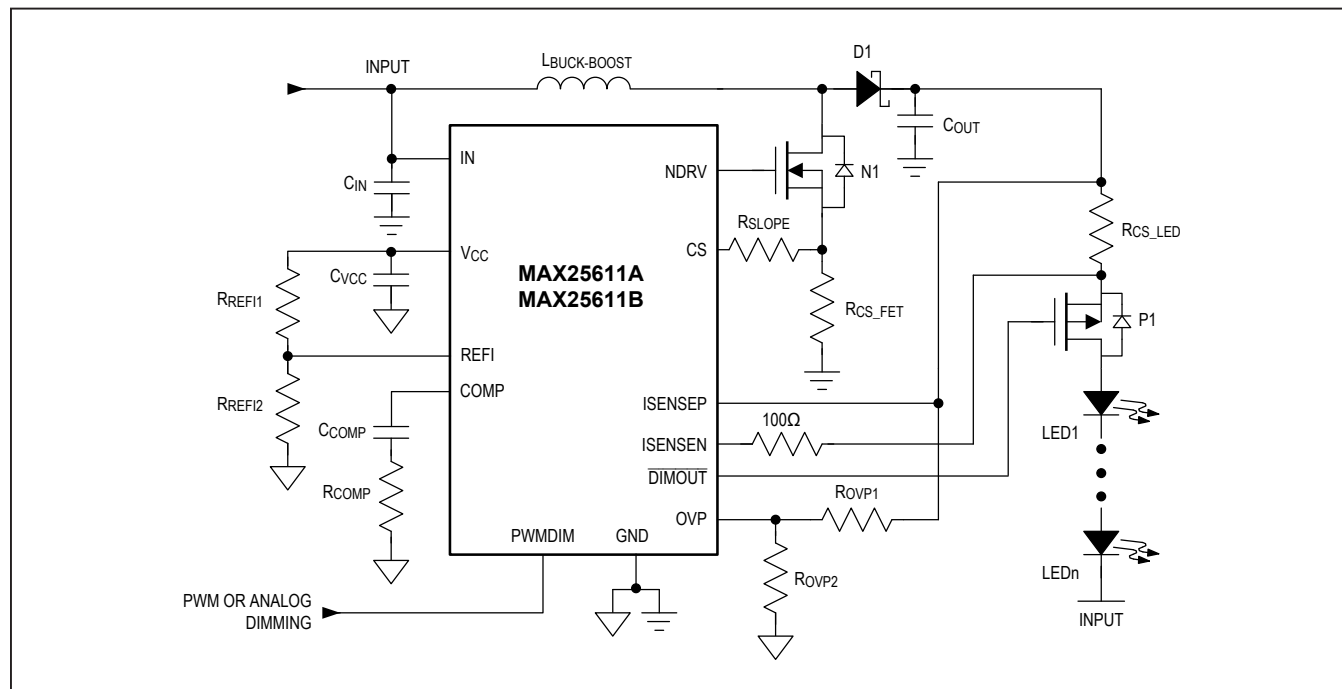 INPUT
LBUCK-BOOST
D1
COUT
IN
NDRV
N1
CIN
RSLOPE
RCS_LED
VCC
CS
MAX25611A
MAX25611B
CVCC
RREFI1
RCS_FET
P1
REFI
COMP
RREFI2
ISENSEP
100Ω
CCOMP
ISENSEN
LED1
DIMOUT
RCOMP
ROVP1
OVP
PWMDIM
GND
LEDn
ROVP2
PWM OR ANALOG
DIMMING
INPUT